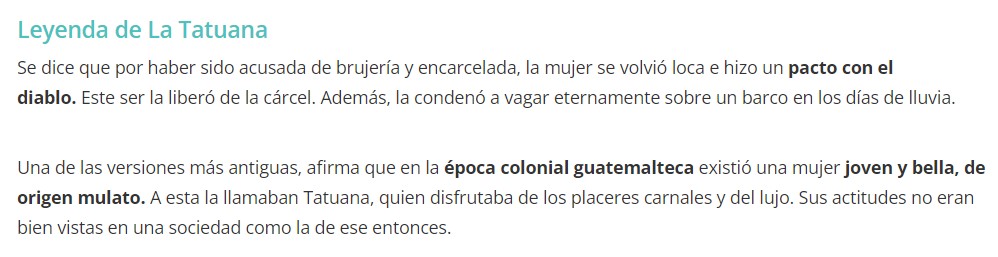 Leyenda de La Tatuana
Se dice que por haber sido acusada de brujería y encarcelada, la mujer se volvió loca e hizo un pacto con el
diablo. Este ser la liberó de la cárcel. Además, la condenó a vagar eternamente sobre un barco en los días de lluvia.
Una de las versiones más antiguas, afirma que en la época colonial guatemalteca existió una mujer joven y bella, de
origen mulato. A esta la llamaban Tatuana, quien disfrutaba de los placeres carnales y del lujo. Sus actitudes no eran
bien vistas en una sociedad como la de ese entonces.